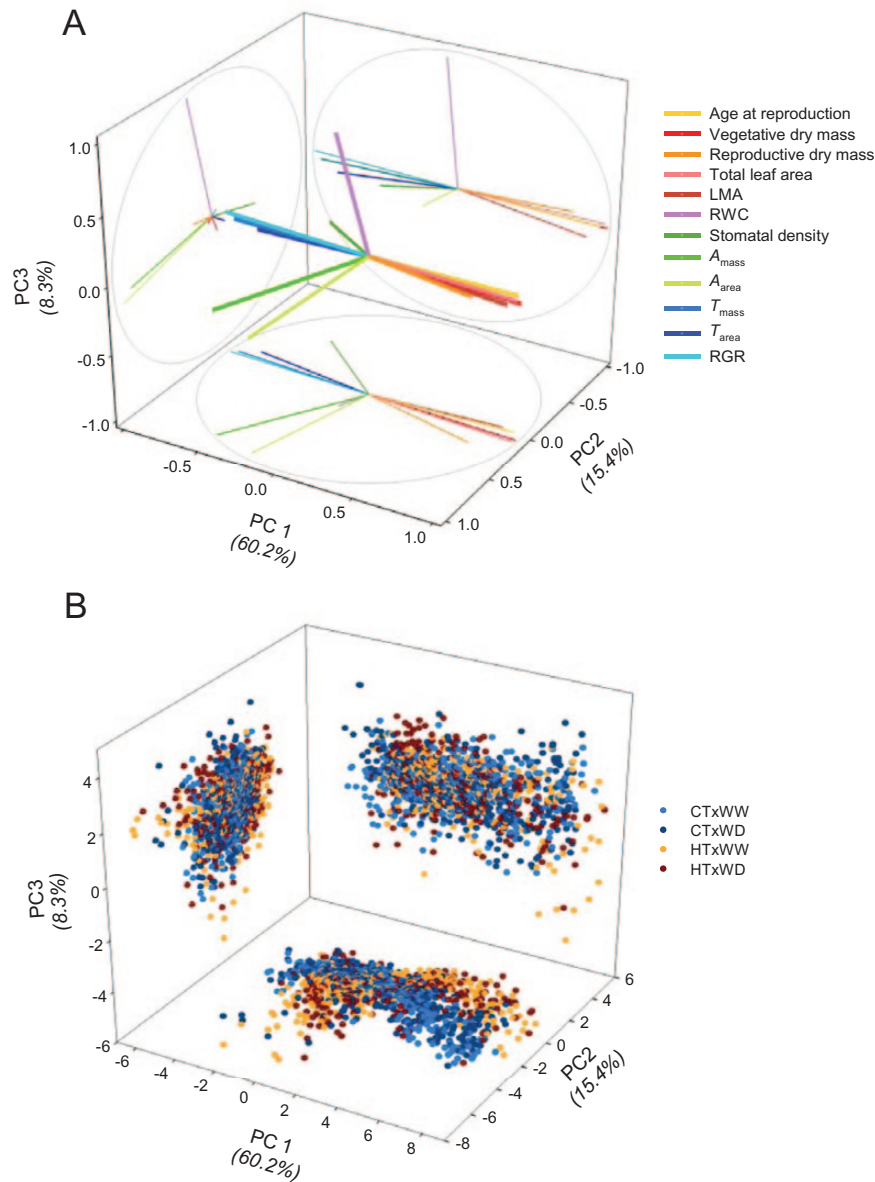 A
1.0
0.5
0.0
-0.5
-1.0
PC3
(8.3%)
-0.5
0.0
0.5
1.0
PC 1
(60.2%)
1.0
0.5
0.0
-0.5
-1.0
PC2
(15.4%)
Age at reproduction
Vegetative dry mass
Reproductive dry mass
Total leaf area
LMA
RWC
Stomatal density
Amass
Aarea
Tmass
Tarea
RGR
B
4
2
0
-2
-4
-6
PC3
(8.3%)
-6
-4
-2
0
2
4
6
8
PC 1
(60.2%)
-8
-6
-4
-2
0
2
4
6
PC2
(15.4%)
CTxWW
CTxWD
HTxWW
HTxWD